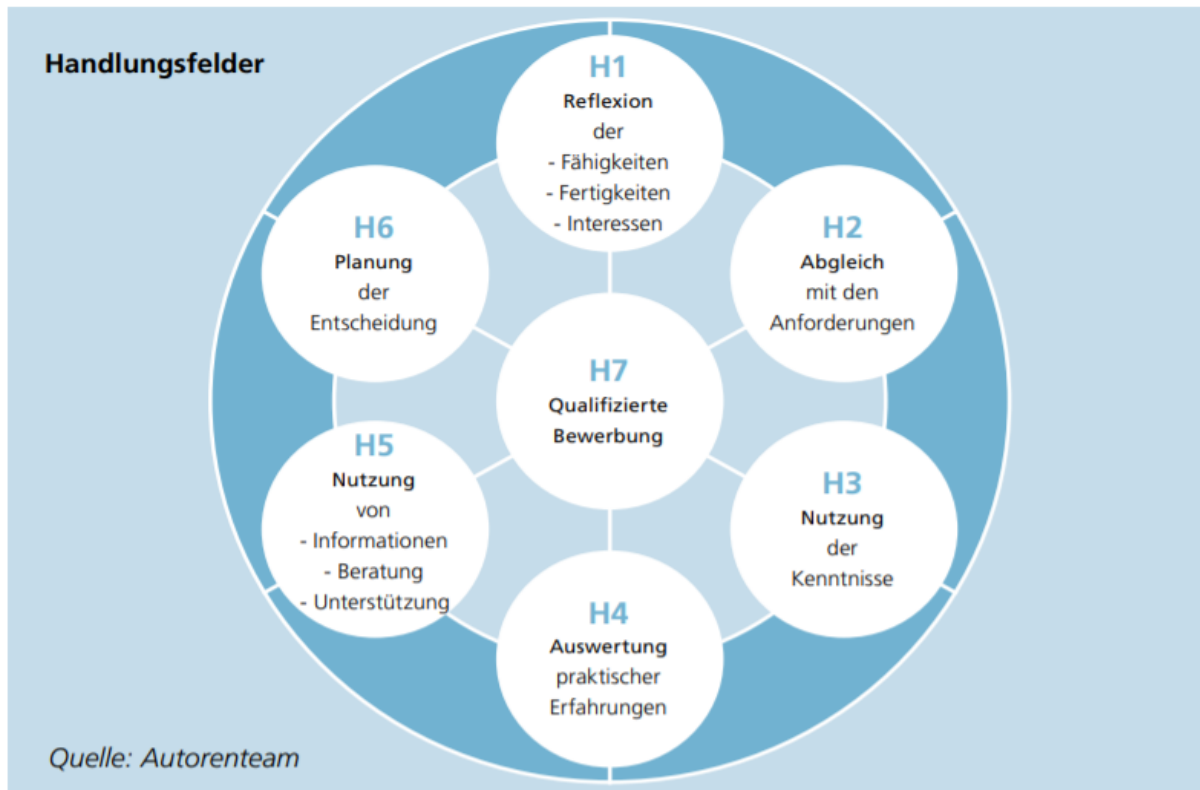 Handlungsfelder
H1
Reflexion
der
- Fähigkeiten
- Fertigkeiten
- Interessen
H2
Abgleich
mit den
Anforderungen
H3
Nutzung
der
Kenntnisse
H4
Auswertung
praktischer
Erfahrungen
H5
Nutzung
von
- Informationen
- Beratung
- Unterstützung
H6
Planung
der
Entscheidung
H7
Qualifizierte
Bewerbung
Quelle: Autorenteam